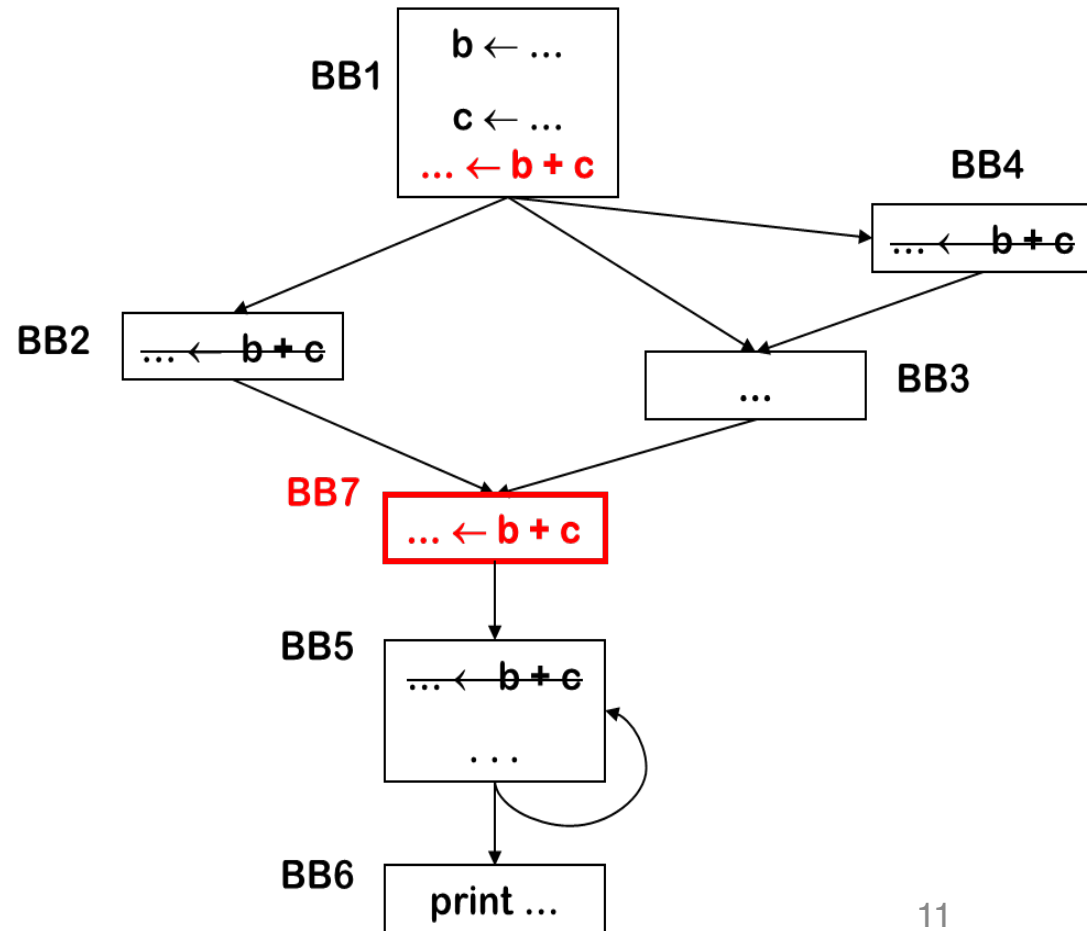 BB1
b ← ...
c ← ...
... ← b + c
BB4
... ← b + c
BB2
... ← b + c
BB3
...
BB7
... ← b + c
BB5
... ← b + c
. . .
BB6
print ...
11